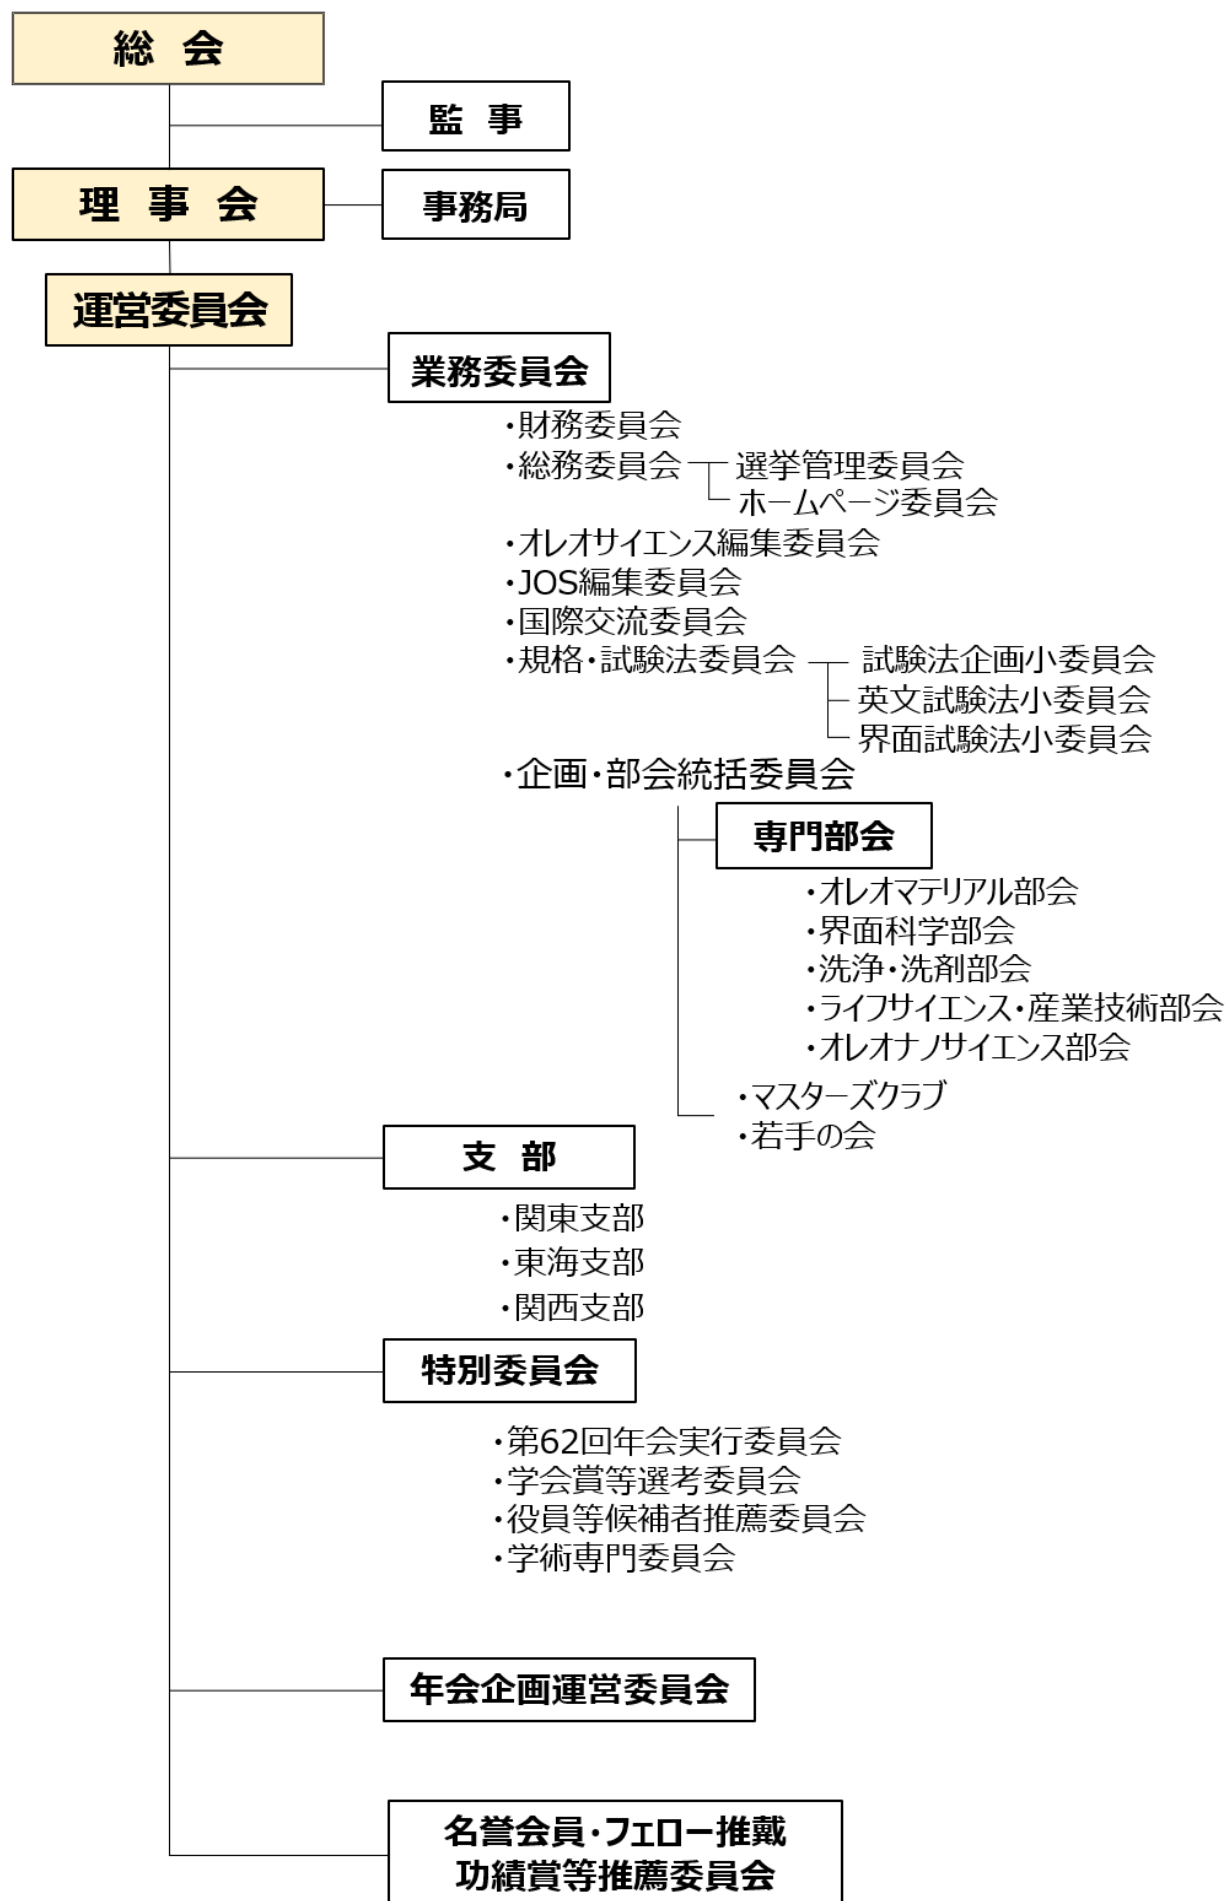 総 会
監 事
理 事 会
事務局
運営委員会
業務委員会
・財務委員会
・総務委員会 選挙管理委員会
ホームページ委員会
・オレオサイエンス編集委員会
・JOS編集委員会
・国際交流委員会
・規格・試験法委員会 試験法企画小委員会
英文試験法小委員会
界面試験法小委員会
・企画・部会統括委員会
専門部会
・オレオマテリアル部会
・界面科学部会
・洗浄・洗剤部会
・ライフサイエンス・産業技術部会
・オレオナノサイエンス部会
・マスターズクラブ
・若手の会
支 部
・関東支部
・東海支部
・関西支部
特別委員会
・第62回年会実行委員会
・学会賞等選考委員会
・役員等候補者推薦委員会
・学術専門委員会
年会企画運営委員会
名誉会員・フェロー推戴
功績賞等推薦委員会